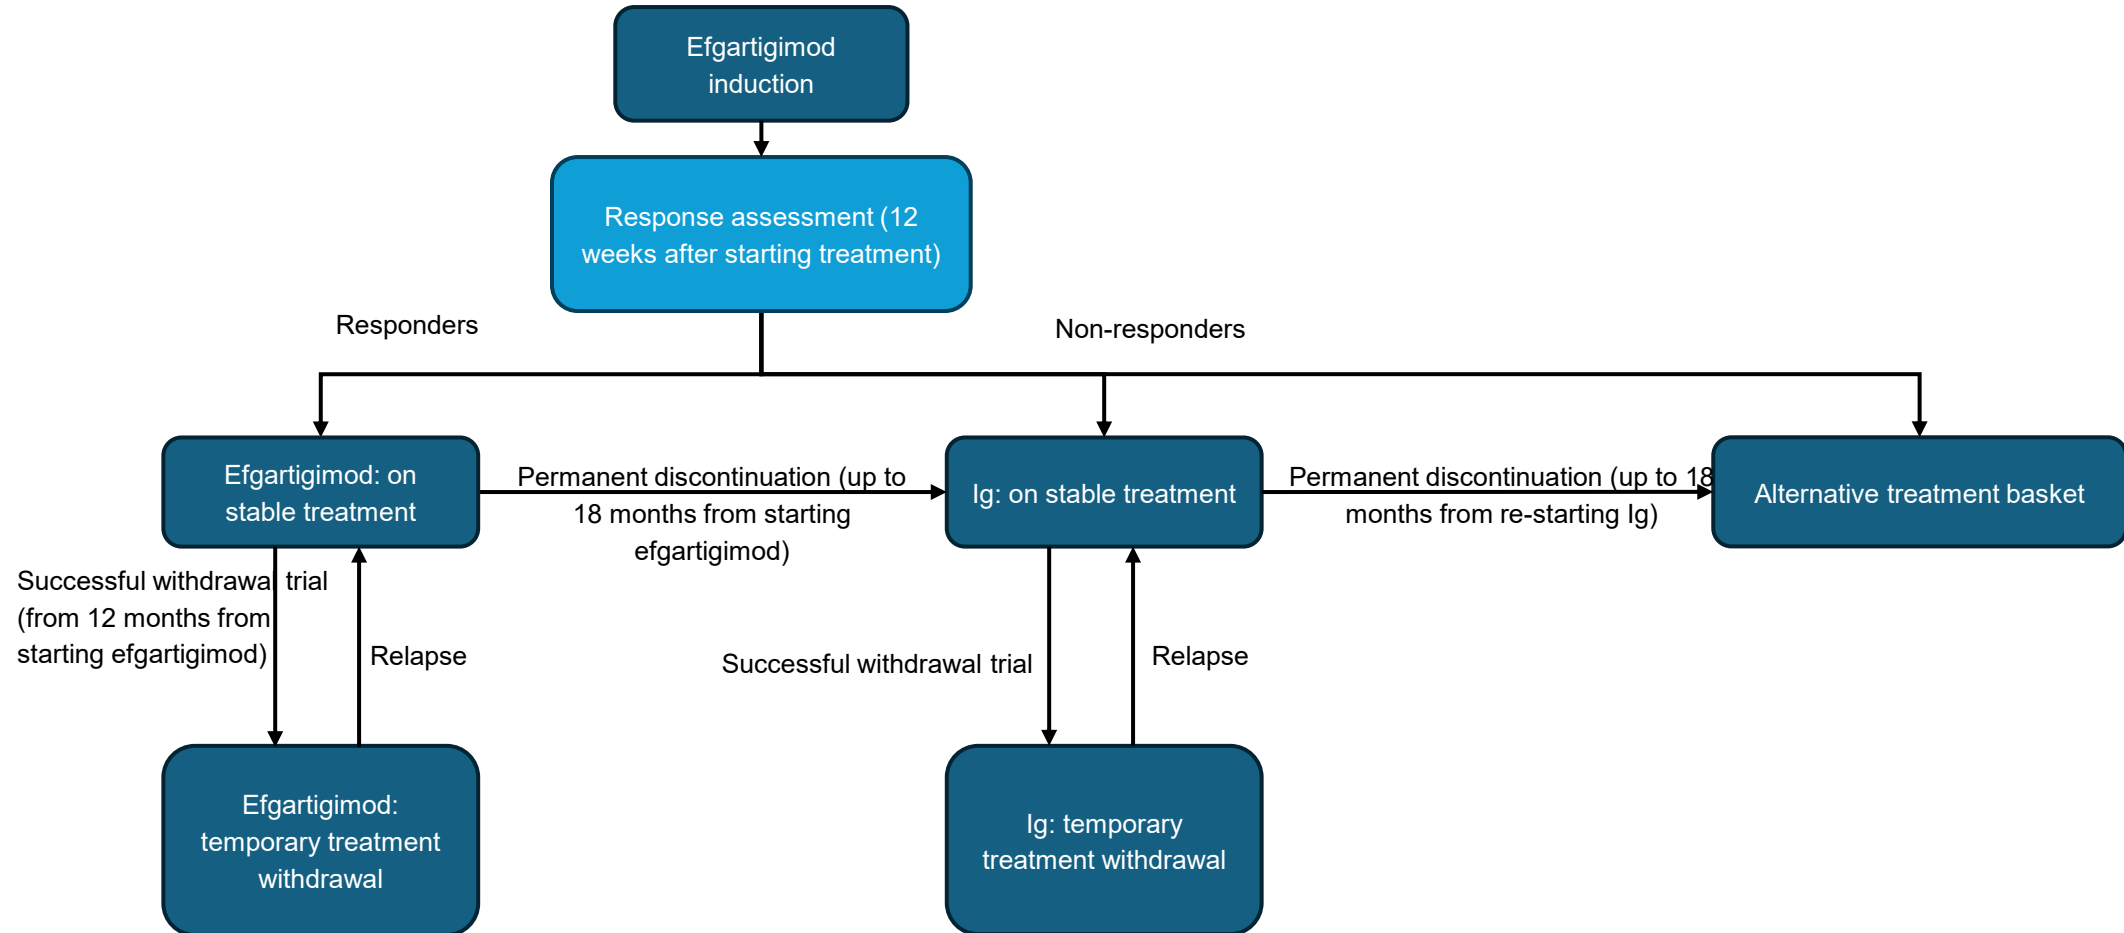 Efgartigimod
induction
Response assessment (12
weeks after starting treatment)
Responders
Non-responders
Efgartigimod: on
stable treatment
Permanent discontinuation (up to
18 months from starting
efgartigimod)
Ig: on stable treatment
Permanent discontinuation (up to 18
months from re-starting Ig)
Alternative treatment basket
Successful withdrawal trial
(from 12 months from
starting efgartigimod)
Relapse
Successful withdrawal trial
Relapse
Efgartigimod:
temporary treatment
withdrawal
Ig: temporary
treatment withdrawal